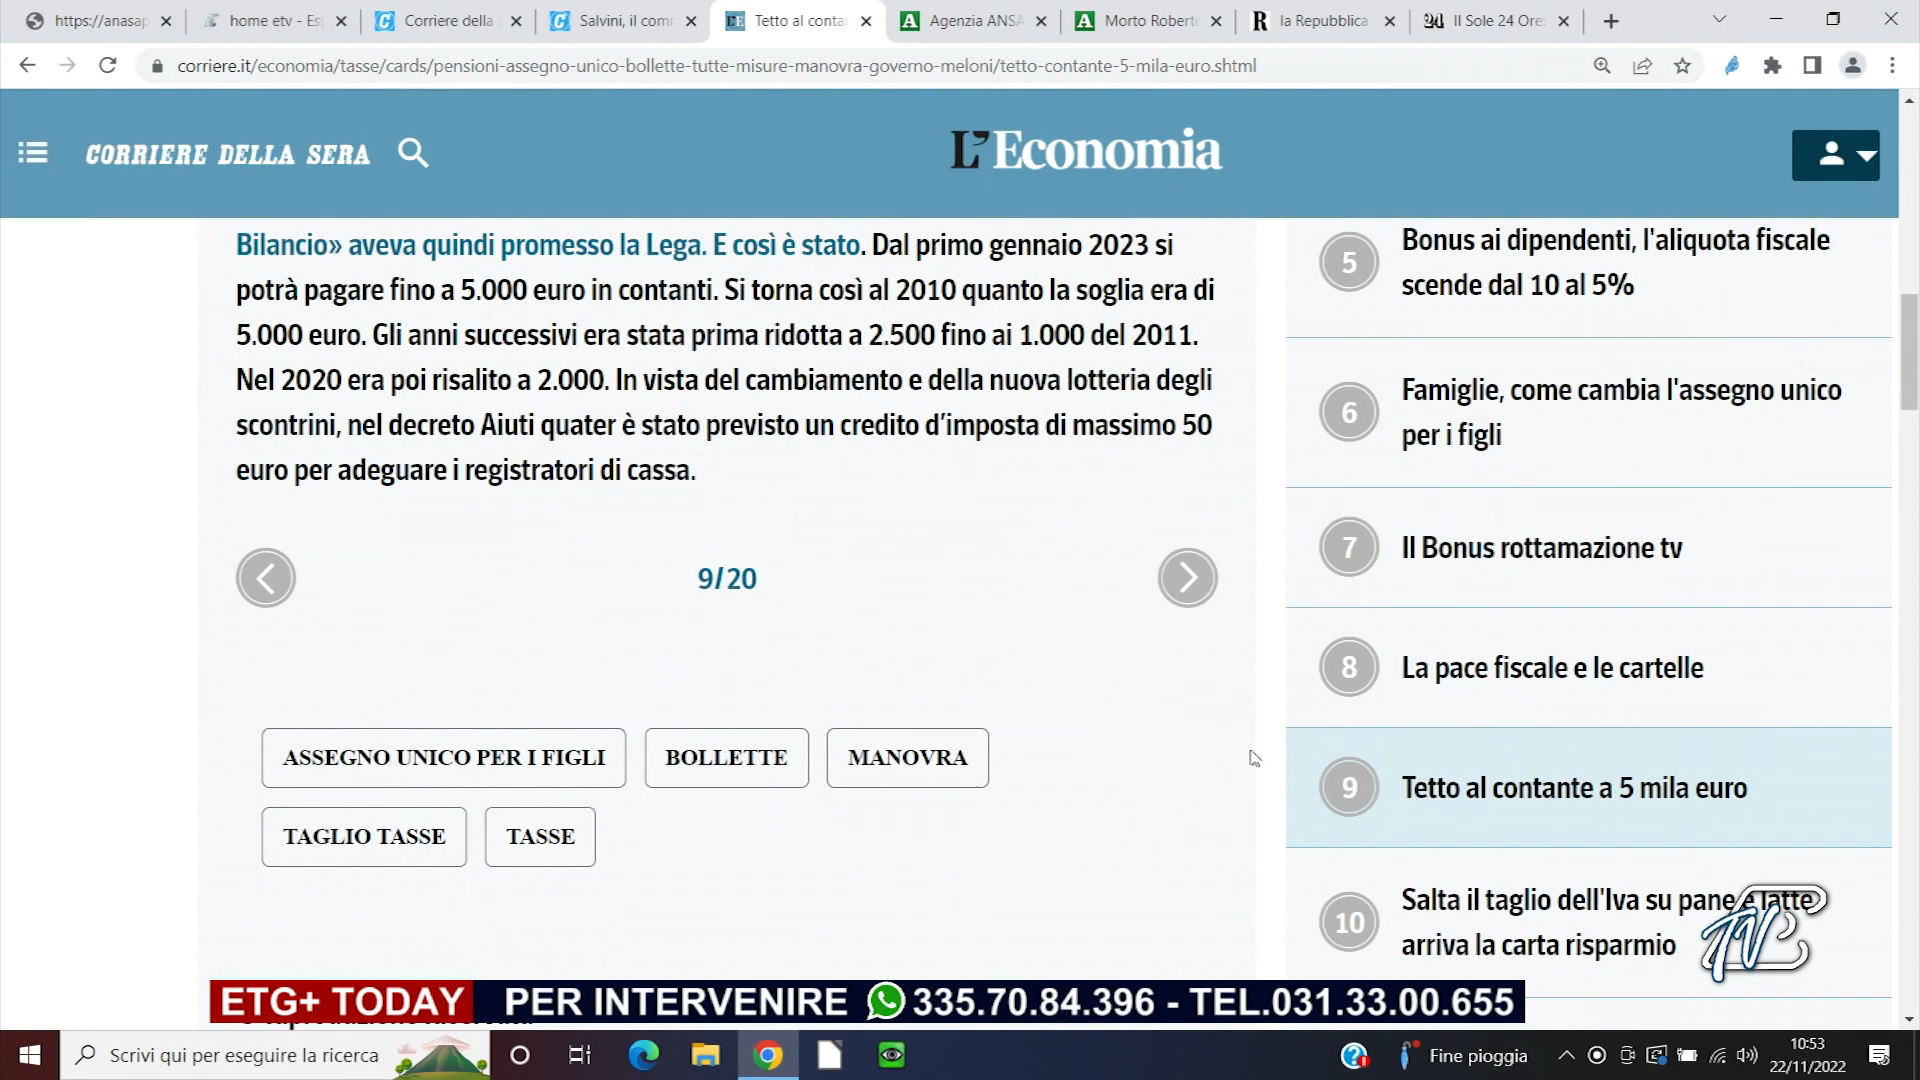 https://anasap
home etv - Es
Corriere della
Salvini, il com
Tetto al conta
Agenzia ANSA
Morto Robert
la Repubblica
Il Sole 24 Ore
corriere.it/economia/tasse/cards/pensioni-assegno-unico-bollette-tutte-misure-manovra-governo-meloni/tetto-contante-5-mila-euro.shtml
CORRIERE DELLA SERA
L'Economia
Bilancio» aveva quindi promesso la Lega. E così è stato. Dal primo gennaio 2023 si
potrà pagare fino a 5.000 euro in contanti. Si torna così al 2010 quanto la soglia era di
5.000 euro. Gli anni successivi era stata prima ridotta a 2.500 fino ai 1.000 del 2011.
Nel 2020 era poi risalito a 2.000. In vista del cambiamento e della nuova lotteria degli
scontrini, nel decreto Aiuti quater è stato previsto un credito d’imposta di massimo 50
euro per adeguare i registratori di cassa.
9/20
ASSEGNO UNICO PER I FIGLI
BOLLETTE
MANOVRA
TAGLIO TASSE
TASSE
5
Bonus ai dipendenti, l'aliquota fiscale
scende dal 10 al 5%
6
Famiglie, come cambia l'assegno unico
per i figli
7
Il Bonus rottamazione tv
8
La pace fiscale e le cartelle
9
Tetto al contante a 5 mila euro
10
Salta il taglio dell'Iva su pane e latte
arriva la carta risparmio
TV
ETG+ TODAY
PER INTERVENIRE 335.70.84.396 - TEL.031.33.00.655
Scrivi qui per eseguire la ricerca
Fine pioggia
10:53
22/11/2022